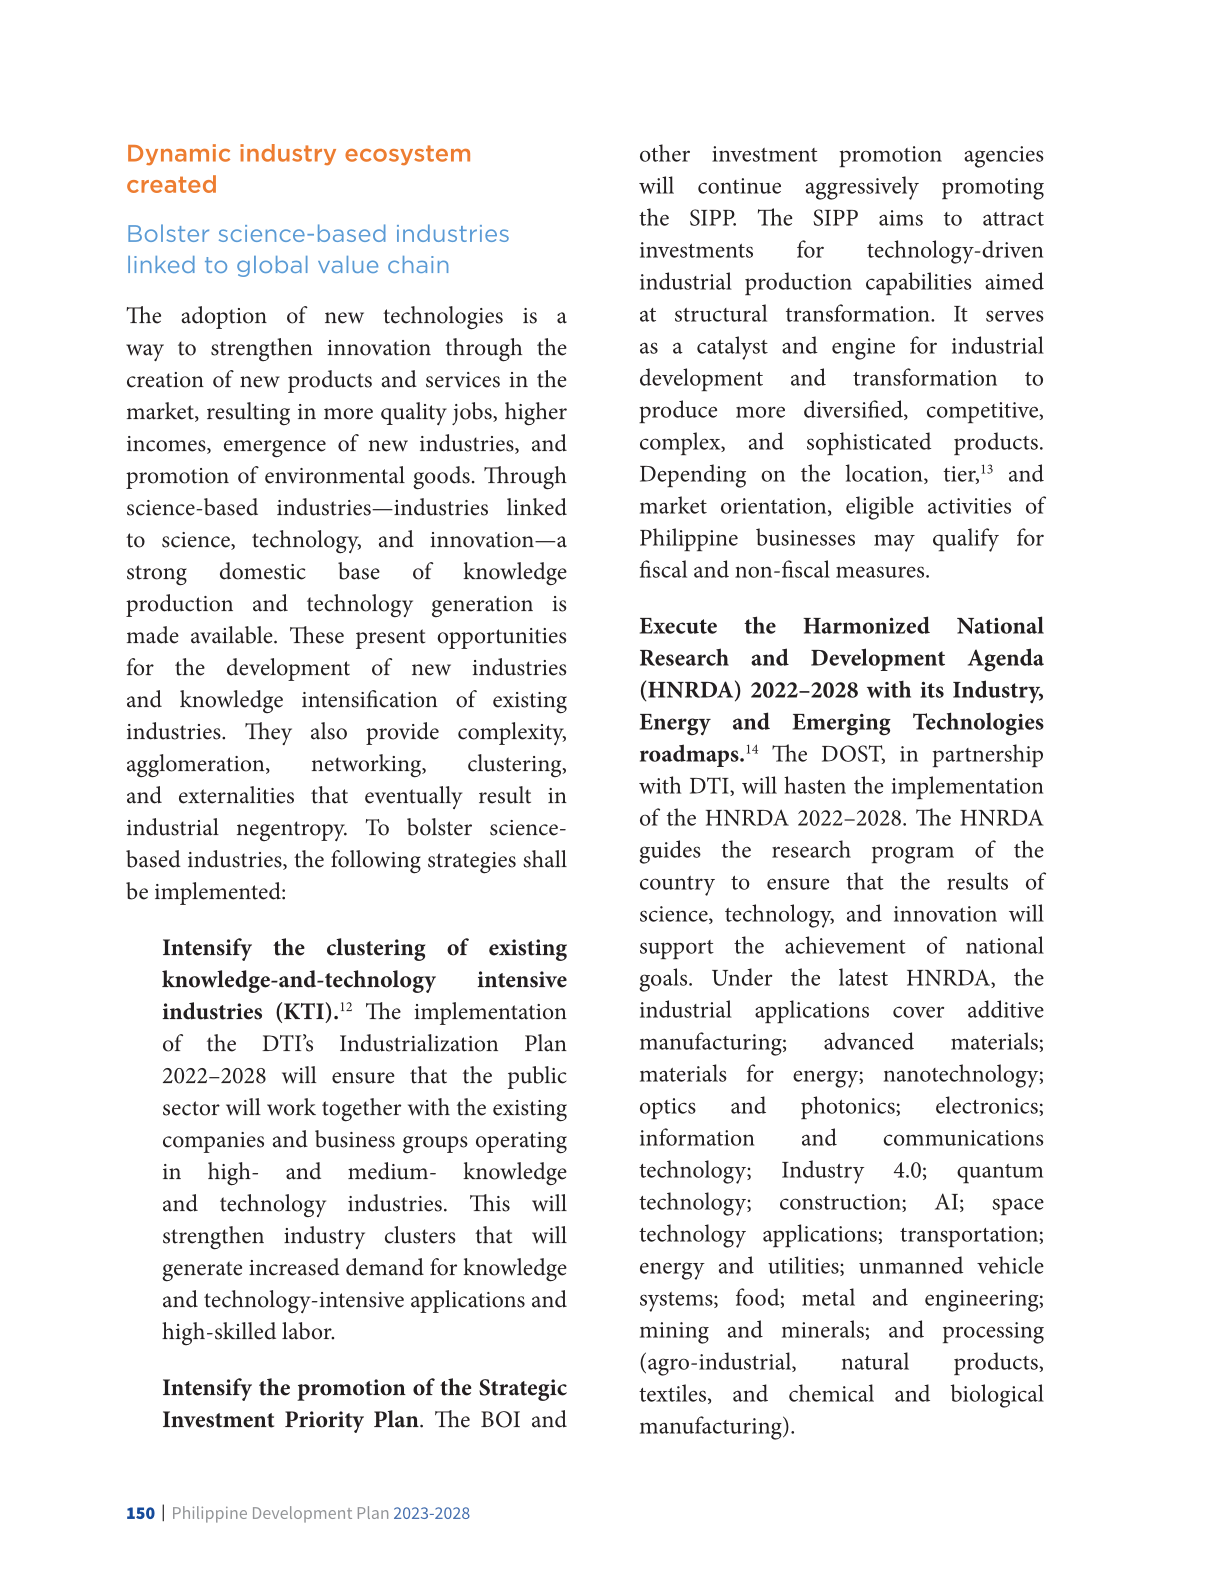 Dynamic industry ecosystem
created
Bolster science-based industries
linked to global value chain
The adoption of new technologies is a
way to strengthen innovation through the
creation of new products and services in the
market, resulting in more quality jobs, higher
incomes, emergence of new industries, and
promotion of environmental goods. Through
science-based industries—industries linked
to science, technology, and innovation—a
strong domestic base of knowledge
production and technology generation is
made available. These present opportunities
for the development of new industries
and knowledge intensification of existing
industries. They also provide complexity,
agglomeration, networking, clustering,
and externalities that eventually result in
industrial negentropy. To bolster science-
based industries, the following strategies shall
be implemented:
Intensify the clustering of existing
knowledge-and-technology intensive
industries (KTI).12 The implementation
of the DTI’s Industrialization Plan
2022–2028 will ensure that the public
sector will work together with the existing
companies and business groups operating
in high- and medium- knowledge
and technology industries. This will
strengthen industry clusters that will
generate increased demand for knowledge
and technology-intensive applications and
high-skilled labor.
Intensify the promotion of the Strategic
Investment Priority Plan. The BOI and
other investment promotion agencies
will continue aggressively promoting
the SIPP. The SIPP aims to attract
investments for technology-driven
industrial production capabilities aimed
at structural transformation. It serves
as a catalyst and engine for industrial
development and transformation to
produce more diversified, competitive,
complex, and sophisticated products.
Depending on the location, tier,13 and
market orientation, eligible activities of
Philippine businesses may qualify for
fiscal and non-fiscal measures.
Execute the Harmonized National
Research and Development Agenda
(HNRDA) 2022–2028 with its Industry,
Energy and Emerging Technologies
roadmaps.14 The DOST, in partnership
with DTI, will hasten the implementation
of the HNRDA 2022–2028. The HNRDA
guides the research program of the
country to ensure that the results of
science, technology, and innovation will
support the achievement of national
goals. Under the latest HNRDA, the
industrial applications cover additive
manufacturing; advanced materials;
materials for energy; nanotechnology;
optics and photonics; electronics;
information and communications
technology; Industry 4.0; quantum
technology; construction; AI; space
technology applications; transportation;
energy and utilities; unmanned vehicle
systems; food; metal and engineering;
mining and minerals; and processing
(agro-industrial, natural products,
textiles, and chemical and biological
manufacturing).
150 | Philippine Development Plan 2023-2028